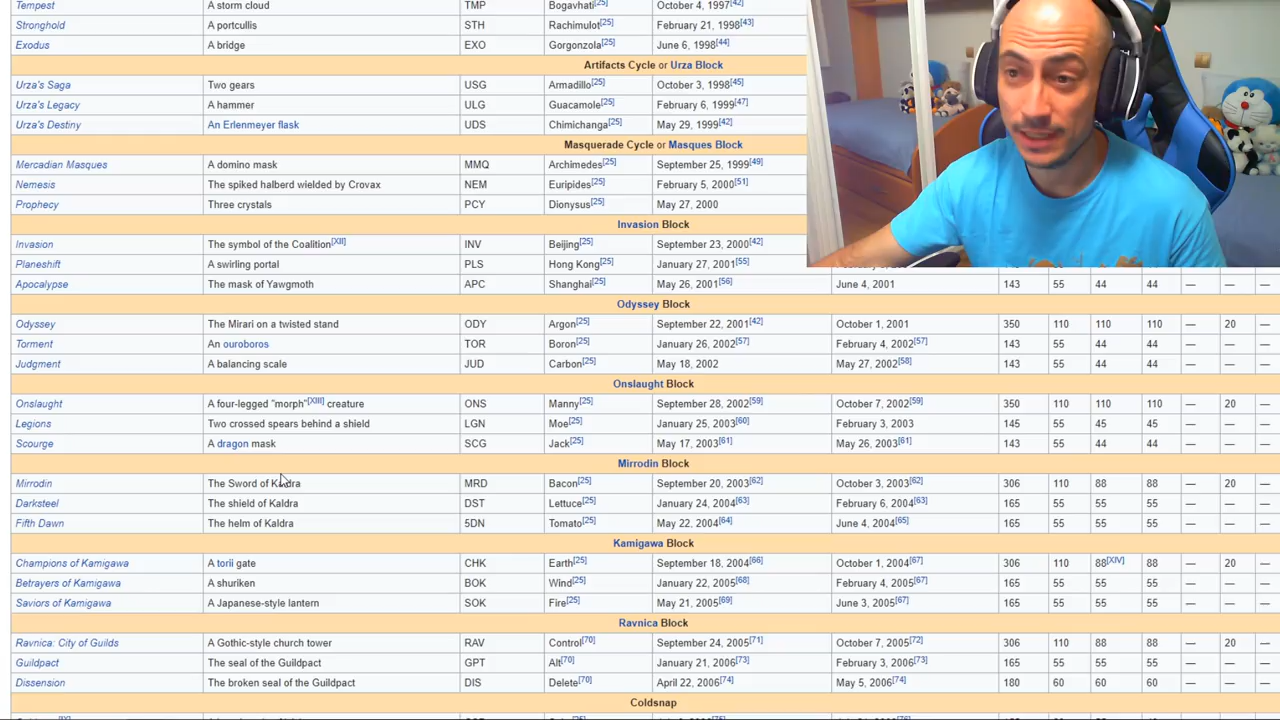 Tempest A storm cloud TMP Bogavhati[25] October 4, 1997[42]
Stronghold A portcullis STH Rachimulot[25] February 21, 1998[43]
Exodus A bridge EXO Gorgonzola[25] June 6, 1998[44]
Artifacts Cycle or Urza Block
Urza's Saga Two gears USG Armadillo[25] October 3, 1998[45]
Urza's Legacy A hammer ULG Guacamole[25] February 6, 1999[47]
Urza's Destiny An Erlenmeyer flask UDS Chimichanga[25] May 29, 1999[42]
Masquerade Cycle or Masques Block
Mercadian Masques A domino mask MMQ Archimedes[25] September 25, 1999[49]
Nemesis The spiked halberd wielded by Crovax NEM Euripides[25] February 5, 2000[51]
Prophecy Three crystals PCY Dionysus[25] May 27, 2000
Invasion Block
Invasion The symbol of the Coalition[XII] INV Beijing[25] September 23, 2000[42]
Planeshift A swirling portal PLS Hong Kong[25] January 27, 2001[55]
Apocalypse The mask of Yawgmoth APC Shanghai[25] May 26, 2001[56] June 4, 2001 143 55 44 44 — — —
Odyssey Block
Odyssey The Mirari on a twisted stand ODY Argon[25] September 22, 2001[42] October 1, 2001 350 110 110 110 — 20 —
Torment An ouroboros TOR Boron[25] January 26, 2002[57] February 4, 2002[57] 143 55 44 44 — — —
Judgment A balancing scale JUD Carbon[25] May 18, 2002 May 27, 2002[58] 143 55 44 44 — — —
Onslaught Block
Onslaught A four-legged "morph"[XIII] creature ONS Manny[25] September 28, 2002[59] October 7, 2002[59] 350 110 110 110 — 20 —
Legions Two crossed spears behind a shield LGN Moe[25] January 25, 2003[60] February 3, 2003 145 55 45 45 — — —
Scourge A dragon mask SCG Jack[25] May 17, 2003[61] May 26, 2003[61] 143 55 44 44 — — —
Mirrodin Block
Mirrodin The Sword of Kaldra MRD Bacon[25] September 20, 2003[62] October 3, 2003[62] 306 110 88 88 — 20 —
Darksteel The shield of Kaldra DST Lettuce[25] January 24, 2004[63] February 6, 2004[63] 165 55 55 55 — — —
Fifth Dawn The helm of Kaldra 5DN Tomato[25] May 22, 2004[64] June 4, 2004[65] 165 55 55 55 — — —
Kamigawa Block
Champions of Kamigawa A torii gate CHK Earth[25] September 18, 2004[66] October 1, 2004[67] 306 110 88[XIV] 88 — 20 —
Betrayers of Kamigawa A shuriken BOK Wind[25] January 22, 2005[68] February 4, 2005[67] 165 55 55 55 — — —
Saviors of Kamigawa A Japanese-style lantern SOK Fire[25] May 21, 2005[69] June 3, 2005[67] 165 55 55 55 — — —
Ravnica Block
Ravnica: City of Guilds A Gothic-style church tower RAV Control[70] September 24, 2005[71] October 7, 2005[72] 306 110 88 88 — 20 —
Guildpact The seal of the Guildpact GPT Alt[70] January 21, 2006[73] February 3, 2006[73] 165 55 55 55 — — —
Dissension The broken seal of the Guildpact DIS Delete[70] April 22, 2006[74] May 5, 2006[74] 180 60 60 60 — — —
Coldsnap